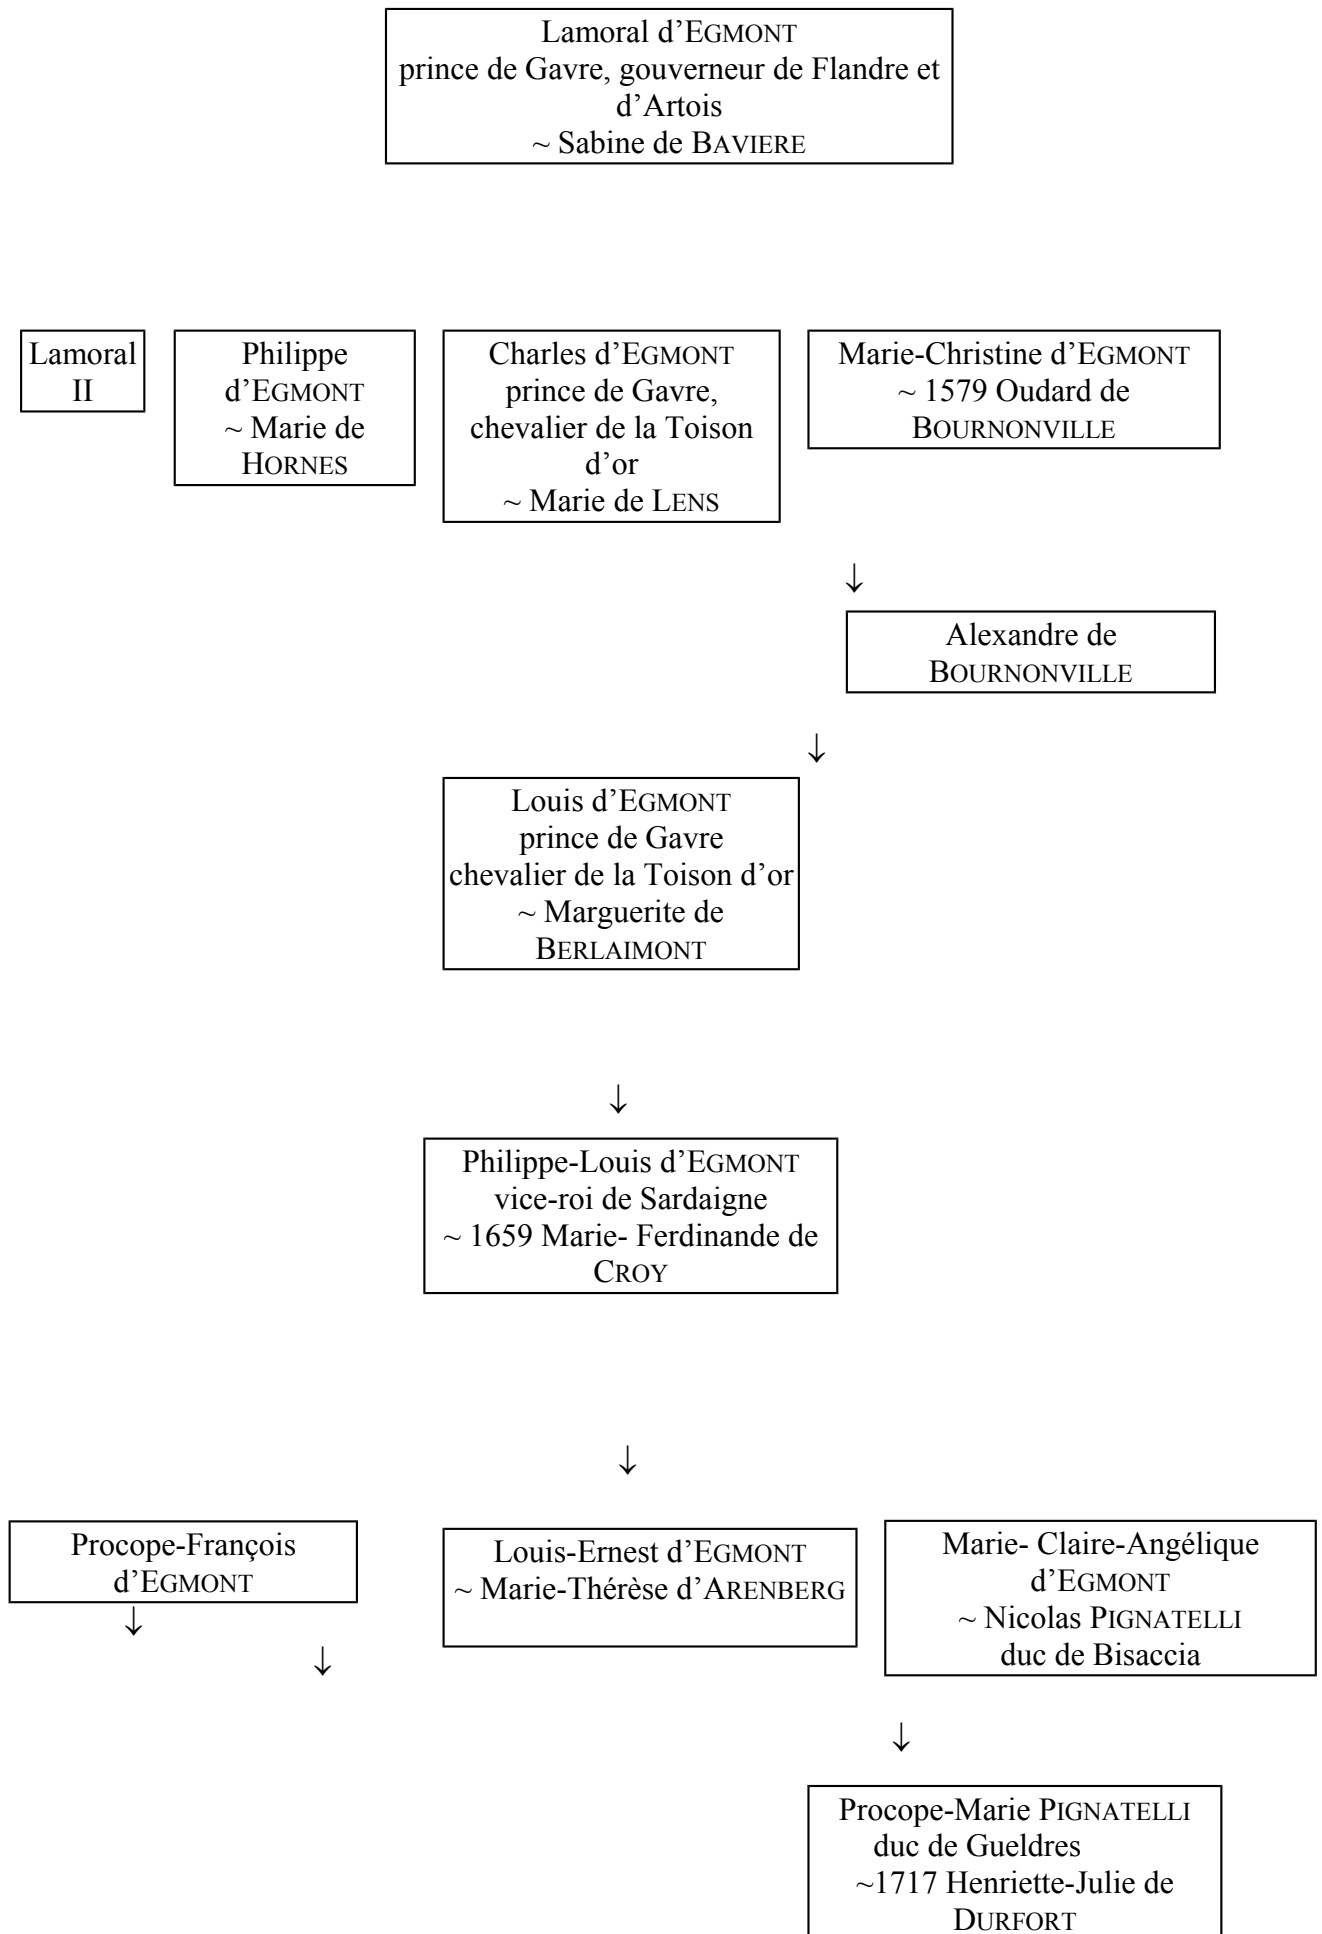 Lamoral d’EGMONT
prince de Gavre, gouverneur de Flandre et
d’Artois
~ Sabine de BAVIERE
Lamoral
II
Philippe
d’EGMONT
~ Marie de
HORNES
Charles d’EGMONT
prince de Gavre,
chevalier de la Toison
d’or
~ Marie de LENS
Marie-Christine d’EGMONT
~ 1579 Oudard de
BOURNONVILLE
↓
Alexandre de
BOURNONVILLE
↓
Louis d’EGMONT
prince de Gavre
chevalier de la Toison d’or
~ Marguerite de
BERLAIMONT
↓
Philippe-Louis d’EGMONT
vice-roi de Sardaigne
~ 1659 Marie- Ferdinande de
CROY
↓
Procope-François
d’EGMONT
↓
↓
Louis-Ernest d’EGMONT
~ Marie-Thérèse d’ARENBERG
Marie- Claire-Angélique
d’EGMONT
~ Nicolas PIGNATELLI
duc de Bisaccia
↓
Procope-Marie PIGNATELLI
duc de Gueldres
~1717 Henriette-Julie de
DURFORT